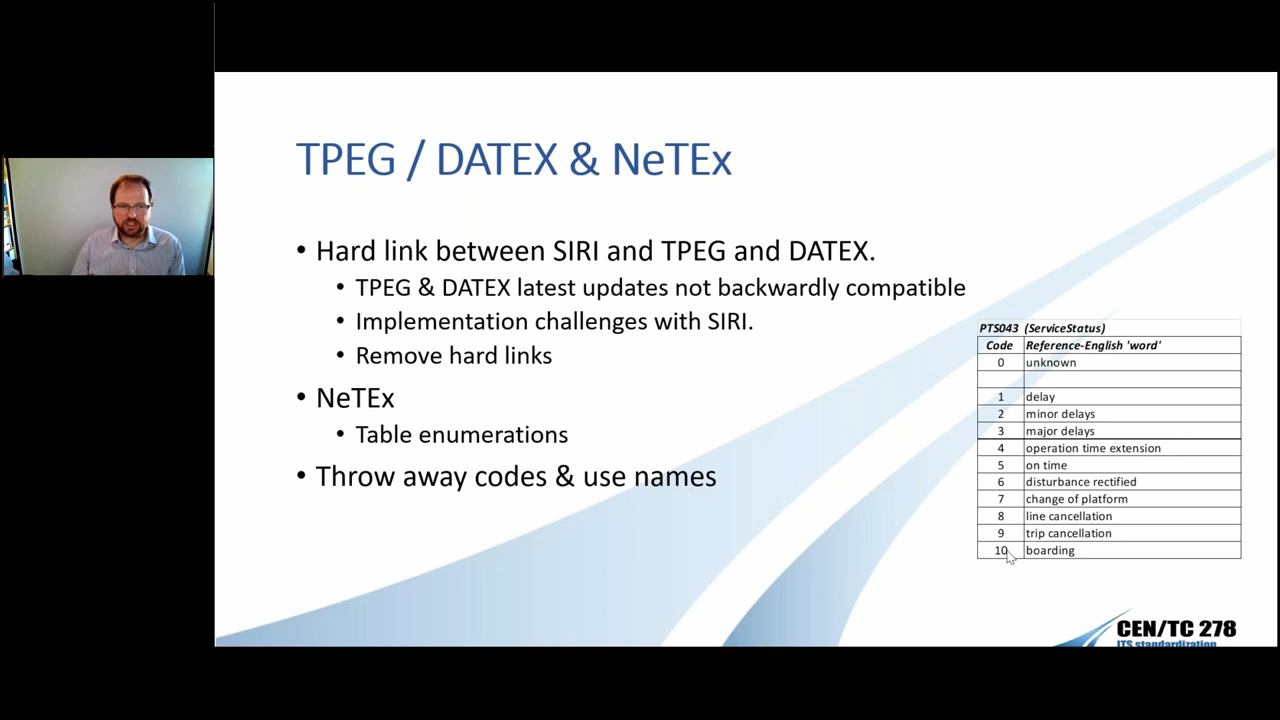 TPEG / DATEX & NeTEx
• Hard link between SIRI and TPEG and DATEX.
• TPEG & DATEX latest updates not backwardly compatible
• Implementation challenges with SIRI.
• Remove hard links
• NeTEx
• Table enumerations
• Throw away codes & use names
PTS043 (ServiceStatus)
Code Reference-English 'word'
0 unknown
1 delay
2 minor delays
3 major delays
4 operation time extension
5 on time
6 disturbance rectified
7 change of platform
8 line cancellation
9 trip cancellation
10 boarding
CEN/TC 278
ITS standardization